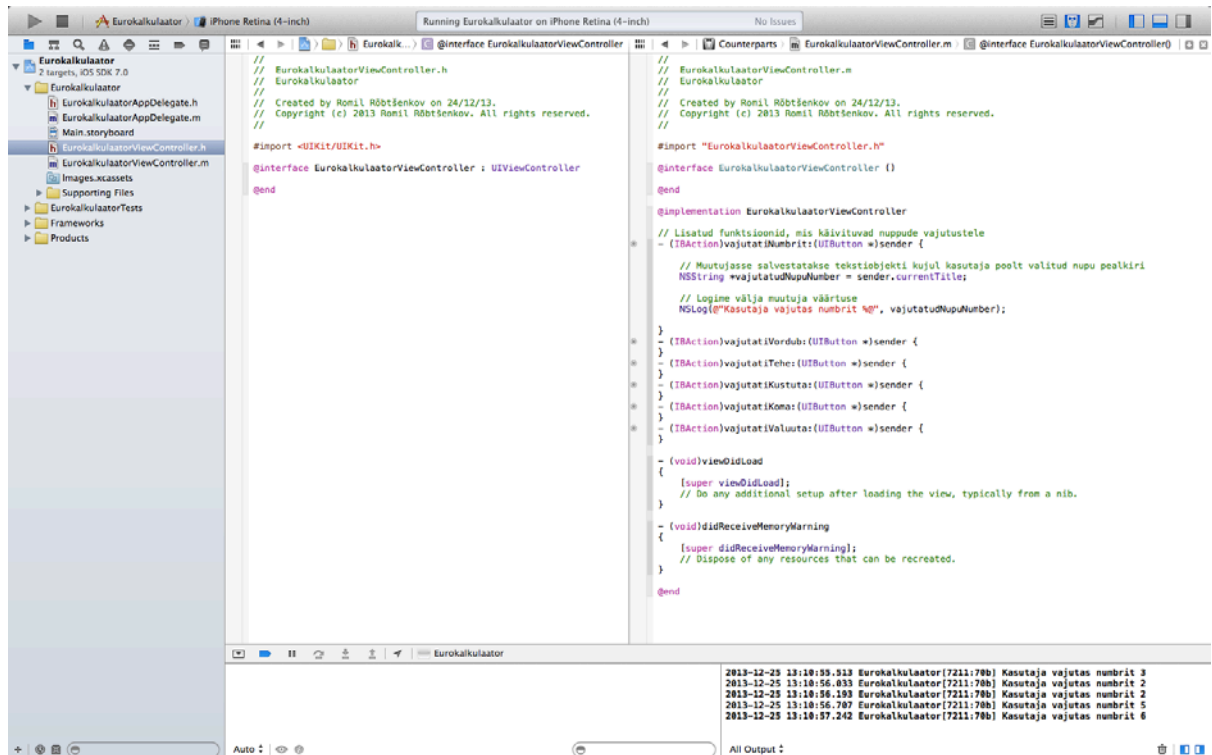 Eurokalkulaator
iPhone Retina (4-inch)
Running Eurokalkulaator on iPhone Retina (4-inch)
No Issues
Eurokalkulaator
2 targets, iOS SDK 7.0
Eurokalkulaator
EurokalkulaatorAppDelegate.h
EurokalkulaatorAppDelegate.m
Main.storyboard
EurokalkulaatorViewController.h
EurokalkulaatorViewController.m
Images.xcassets
Supporting Files
EurokalkulaatorTests
Frameworks
Products
Eurokalk...
@interface EurokalkulaatorViewController
//
//  EurokalkulaatorViewController.h
//  Eurokalkulaator
//
//  Created by Romil Rõbtšenkov on 24/12/13.
//  Copyright (c) 2013 Romil Rõbtšenkov. All rights reserved.
//
#import <UIKit/UIKit.h>
@interface EurokalkulaatorViewController : UIViewController
@end
Counterparts
EurokalkulaatorViewController.m
@interface EurokalkulaatorViewController()
//
//  EurokalkulaatorViewController.m
//  Eurokalkulaator
//
//  Created by Romil Rõbtšenkov on 24/12/13.
//  Copyright (c) 2013 Romil Rõbtšenkov. All rights reserved.
//
#import "EurokalkulaatorViewController.h"
@interface EurokalkulaatorViewController ()
@end
@implementation EurokalkulaatorViewController
// Lisatud funktsioonid, mis käivituvad nuppude vajutustele
- (IBAction)vajutatiNumbrit:(UIButton *)sender {
// Muutujasse salvestatakse tekstiobjekti kujul kasutaja poolt valitud nupu pealkiri
NSString *vajutatudNupuNumber = sender.currentTitle;
// Logime välja muutuja väärtuse
NSLog(@"Kasutaja vajutas numbrit %@", vajutatudNupuNumber);
}
- (IBAction)vajutatiVordub:(UIButton *)sender {
}
- (IBAction)vajutatiTehe:(UIButton *)sender {
}
- (IBAction)vajutatiKustuta:(UIButton *)sender {
}
- (IBAction)vajutatiKoma:(UIButton *)sender {
}
- (IBAction)vajutatiValuuta:(UIButton *)sender {
}
- (void)viewDidLoad
{
[super viewDidLoad];
// Do any additional setup after loading the view, typically from a nib.
}
- (void)didReceiveMemoryWarning
{
[super didReceiveMemoryWarning];
// Dispose of any resources that can be recreated.
}
@end
Eurokalkulaator
2013-12-25 13:10:55.513 Eurokalkulaator[7211:70b] Kasutaja vajutas numbrit 3
2013-12-25 13:10:56.033 Eurokalkulaator[7211:70b] Kasutaja vajutas numbrit 2
2013-12-25 13:10:56.193 Eurokalkulaator[7211:70b] Kasutaja vajutas numbrit 2
2013-12-25 13:10:56.707 Eurokalkulaator[7211:70b] Kasutaja vajutas numbrit 5
2013-12-25 13:10:57.242 Eurokalkulaator[7211:70b] Kasutaja vajutas numbrit 6
Auto
All Output